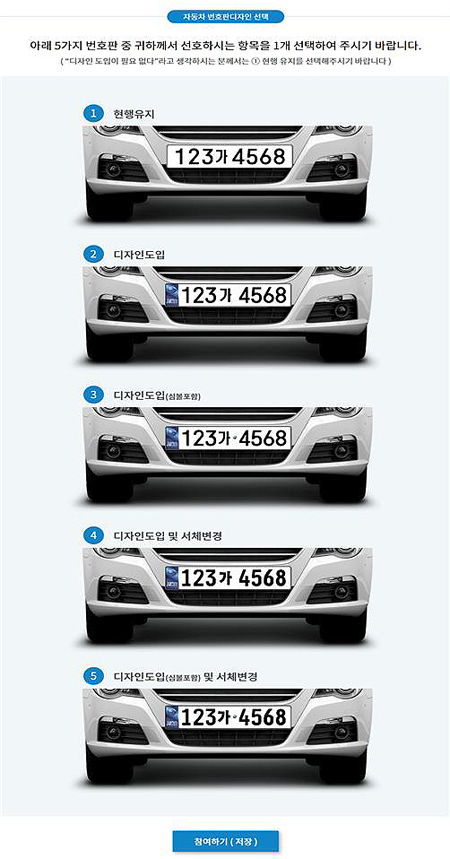 자동차 번호판디자인 선택
아래 5가지 번호판 중 귀하께서 선호하시는 항목을 1개 선택하여 주시기 바랍니다.
( “디자인 도입이 필요 없다”라고 생각하시는 분께서는 ① 현행 유지를 선택해주시기 바랍니다 )
1 현행유지
123가 4568
2 디자인도입
123가 4568
3 디자인도입(심볼포함)
123가 4568
4 디자인도입 및 서체변경
123가 4568
5 디자인도입(심볼포함) 및 서체변경
123가 4568
참여하기 ( 저장 )